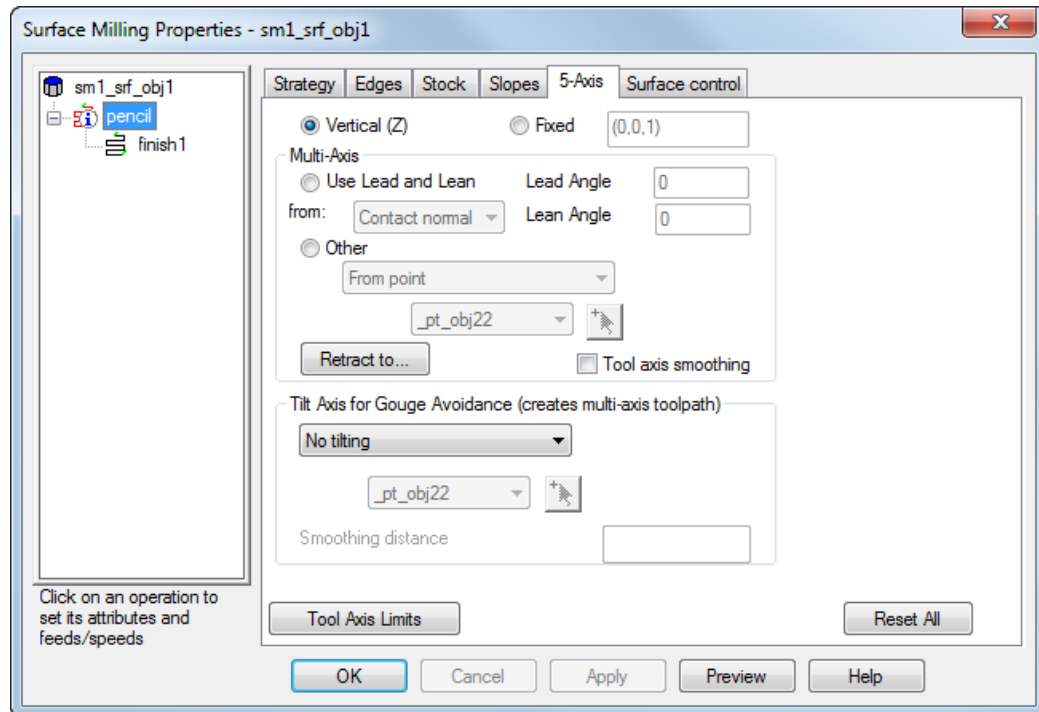 Surface Milling Properties - sm1_srf_obj1
sm1_srf_obj1
pencil
finish1
Click on an operation to
set its attributes and
feeds/speeds
Strategy Edges Stock Slopes 5-Axis Surface control
Vertical (Z) Fixed (0,0,1)
Multi-Axis
Use Lead and Lean Lead Angle 0
from: Contact normal Lean Angle 0
Other
From point
_pt_obj22
Retract to... Tool axis smoothing
Tilt Axis for Gouge Avoidance (creates multi-axis toolpath)
No tilting
_pt_obj22
Smoothing distance
Tool Axis Limits Reset All
OK Cancel Apply Preview Help